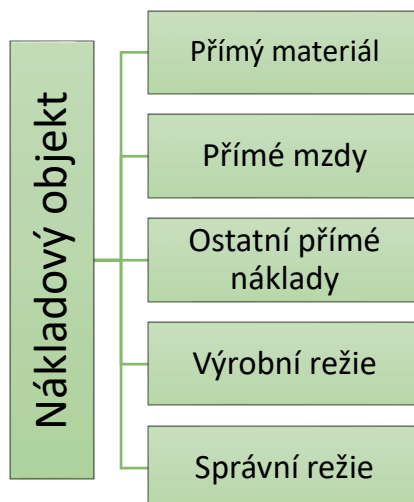 Nákladový objekt
Přímý materiál
Přímé mzdy
Ostatní přímé
náklady
Výrobní režie
Správní režie